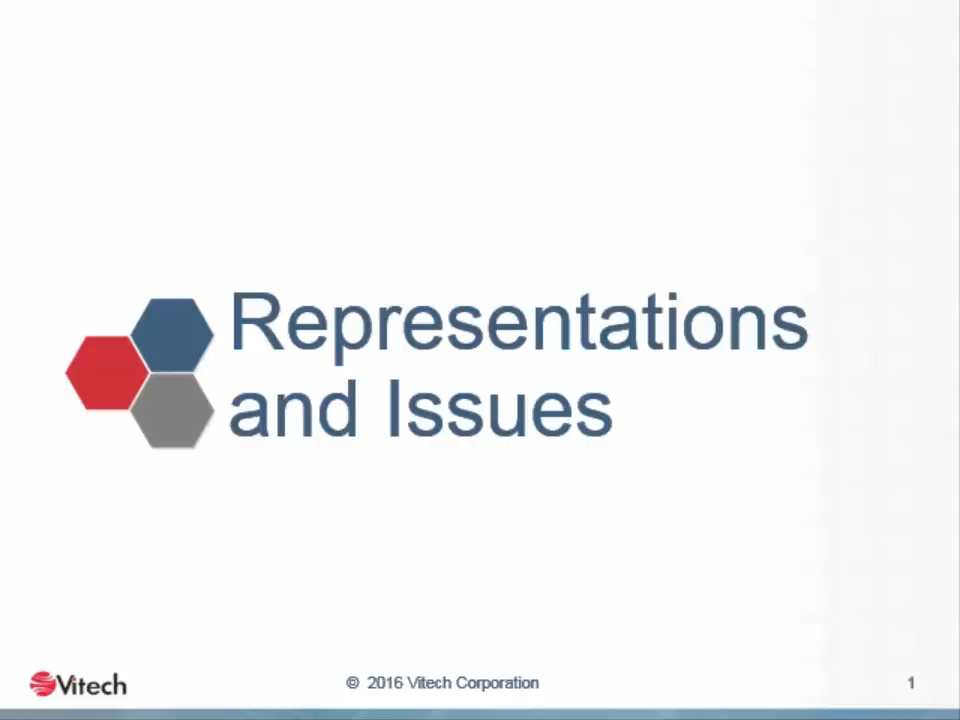 Representations
and Issues
Vitech
© 2016 Vitech Corporation
1